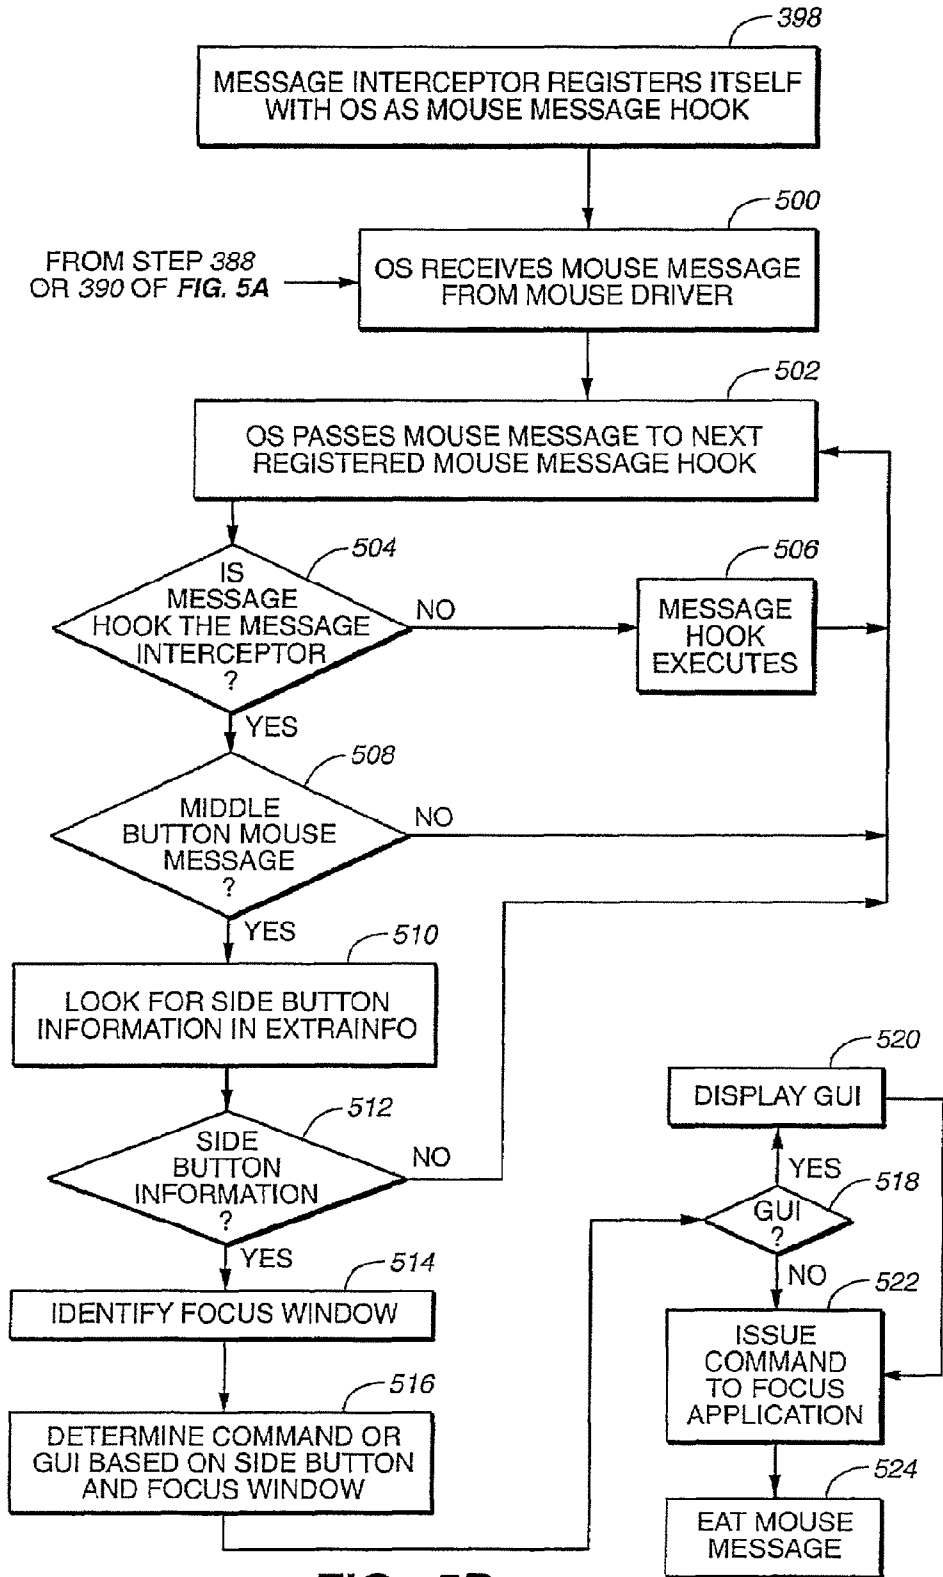 398
MESSAGE INTERCEPTOR REGISTERS ITSELF
WITH OS AS MOUSE MESSAGE HOOK
500
FROM STEP 388
OR 390 OF FIG. 5A
OS RECEIVES MOUSE MESSAGE
FROM MOUSE DRIVER
502
OS PASSES MOUSE MESSAGE TO NEXT
REGISTERED MOUSE MESSAGE HOOK
504
IS
MESSAGE
HOOK THE MESSAGE
INTERCEPTOR
?
NO
506
MESSAGE
HOOK
EXECUTES
YES
508
MIDDLE
BUTTON MOUSE
MESSAGE
?
NO
YES
510
LOOK FOR SIDE BUTTON
INFORMATION IN EXTRAINFO
512
SIDE
BUTTON
INFORMATION
?
NO
YES
514
IDENTIFY FOCUS WINDOW
516
DETERMINE COMMAND OR
GUI BASED ON SIDE BUTTON
AND FOCUS WINDOW
520
DISPLAY GUI
YES
518
GUI
?
NO
522
ISSUE
COMMAND
TO FOCUS
APPLICATION
524
EAT MOUSE
MESSAGE